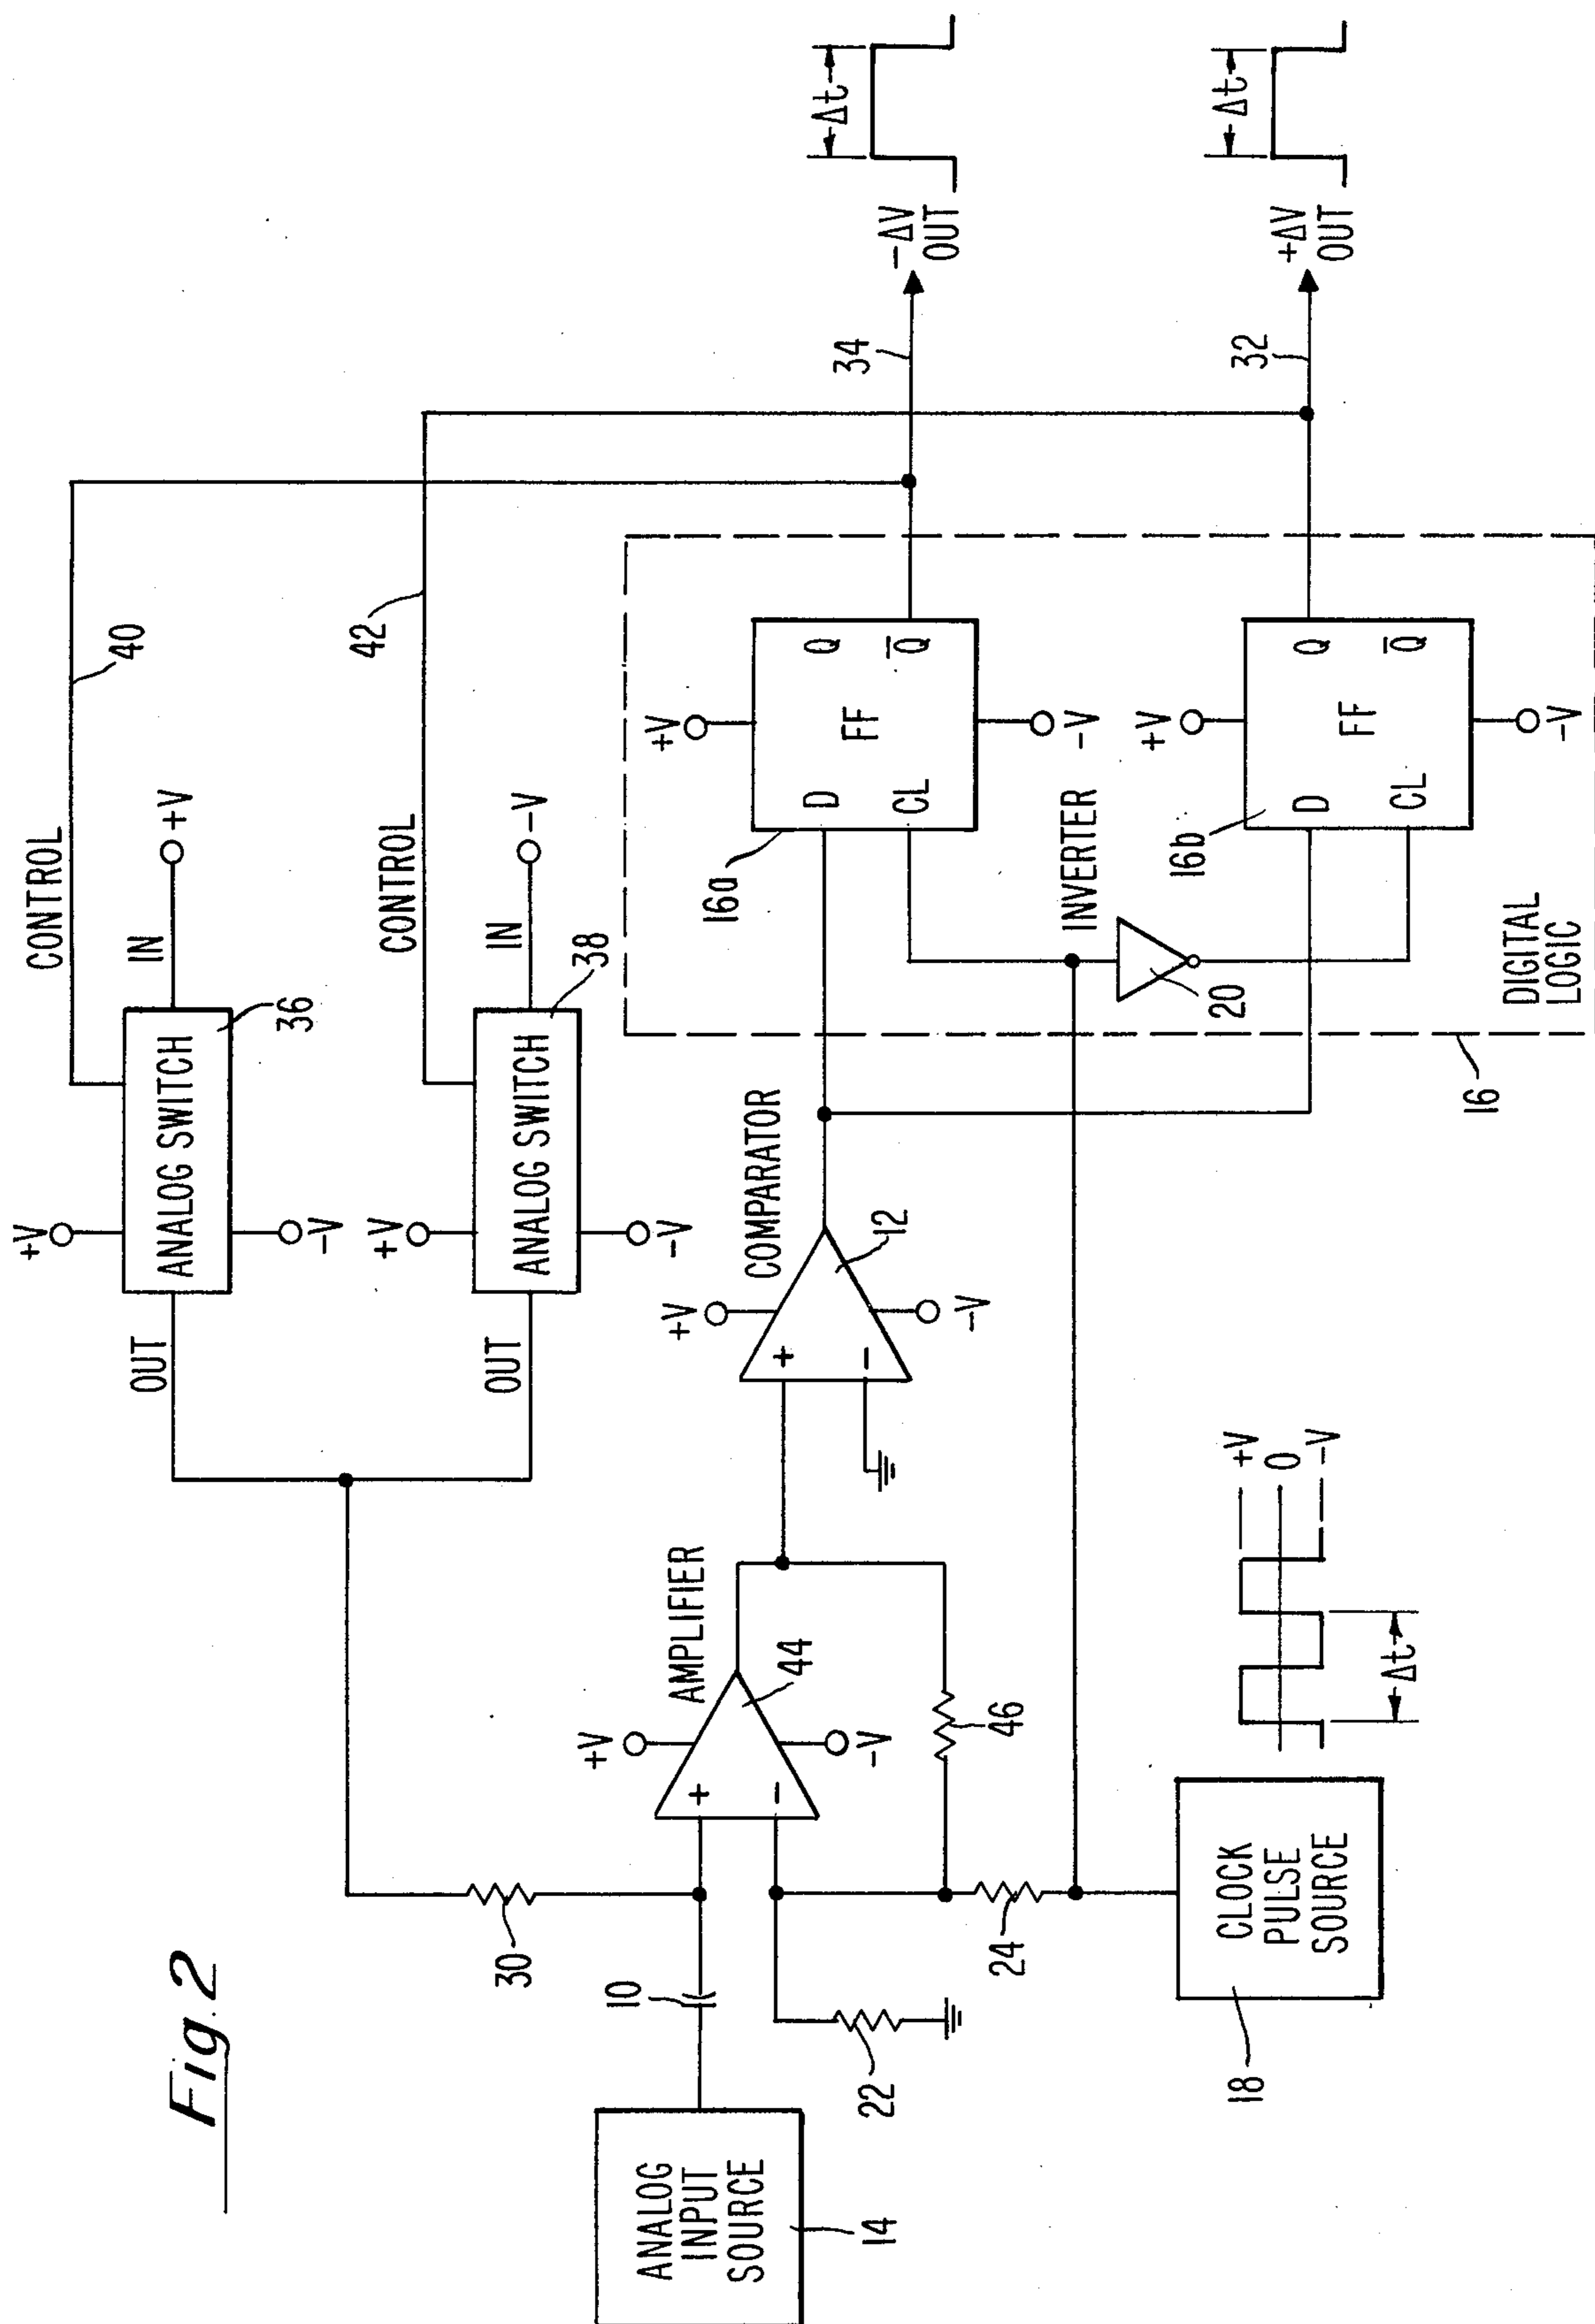 Fig. 2
CONTROL
40
+V
ANALOG SWITCH
-V
36
IN
+V
OUT
CONTROL
42
+V
ANALOG SWITCH
-V
38
IN
-V
OUT
30
ANALOG
INPUT
SOURCE
14
10
22
AMPLIFIER
+V
+
-
-V
44
46
24
CLOCK
PULSE
SOURCE
18
+V
0
-V
Δt
COMPARATOR
+V
+
-
-V
12
16
DIGITAL
LOGIC
16a
+V
D
CL
FF
Q
Q̅
-V
INVERTER
20
16b
+V
D
CL
FF
Q
Q̅
-V
34
-ΔV
OUT
Δt
32
+ΔV
OUT
Δt